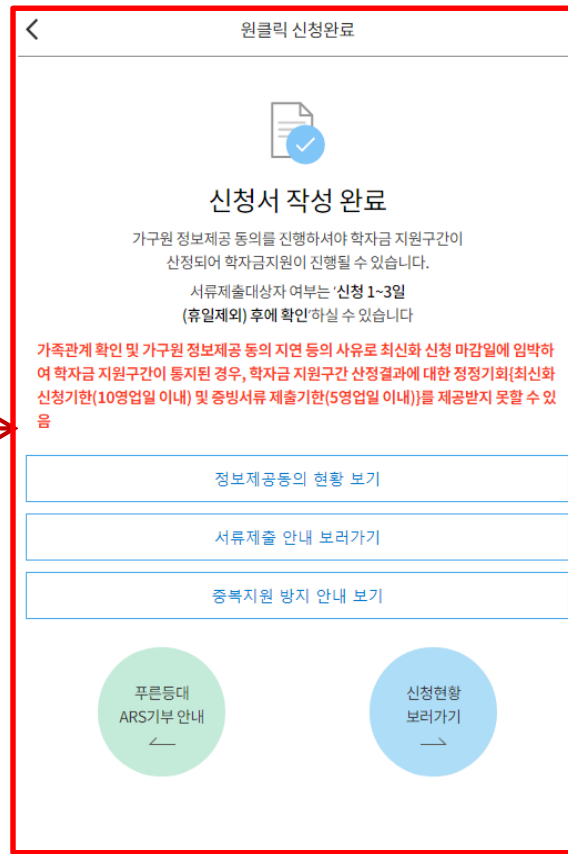 원클릭 신청완료
신청서 작성 완료
가구원 정보제공 동의를 진행하셔야 학자금 지원구간이
산정되어 학자금지원이 진행될 수 있습니다.
서류제출대상자 여부는 '신청 1~3일
(휴일제외) 후에 확인'하실 수 있습니다
가족관계 확인 및 가구원 정보제공 동의 지연 등의 사유로 최신화 신청 마감일에 임박하
여 학자금 지원구간이 통지된 경우, 학자금 지원구간 산정결과에 대한 정정기회{최신화
신청기한(10영업일 이내) 및 증빙서류 제출기한(5영업일 이내)}를 제공받지 못할 수 있
음
정보제공동의 현황 보기
서류제출 안내 보러가기
중복지원 방지 안내 보기
푸른등대
ARS기부 안내
신청현황
보러가기